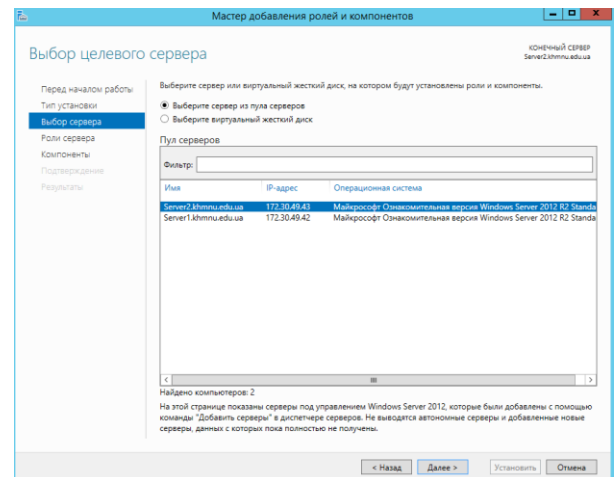 Мастер добавления ролей и компонентов
Выбор целевого сервера
КОНЕЧНЫЙ СЕРВЕР
Server2.khmnu.edu.ua
Перед началом работы
Тип установки
Выбор сервера
Роли сервера
Компоненты
Подтверждение
Результаты
Выберите сервер или виртуальный жесткий диск, на котором будут установлены роли и компоненты.
Выберите сервер из пула серверов
Выберите виртуальный жесткий диск
Пул серверов
Фильтр:
Имя IP-адрес Операционная система
Server2.khmnu.edu.ua 172.30.49.43 Майкрософт Ознакомительная версия Windows Server 2012 R2 Standa
Server1.khmnu.edu.ua 172.30.49.42 Майкрософт Ознакомительная версия Windows Server 2012 R2 Standa
Найдено компьютеров: 2
На этой странице показаны серверы под управлением Windows Server 2012, которые были добавлены с помощью
команды "Добавить серверы" в диспетчере серверов. Не выводятся автономные серверы и добавленные новые
серверы, данных с которых пока полностью не получены.
< Назад Далее > Установить Отмена